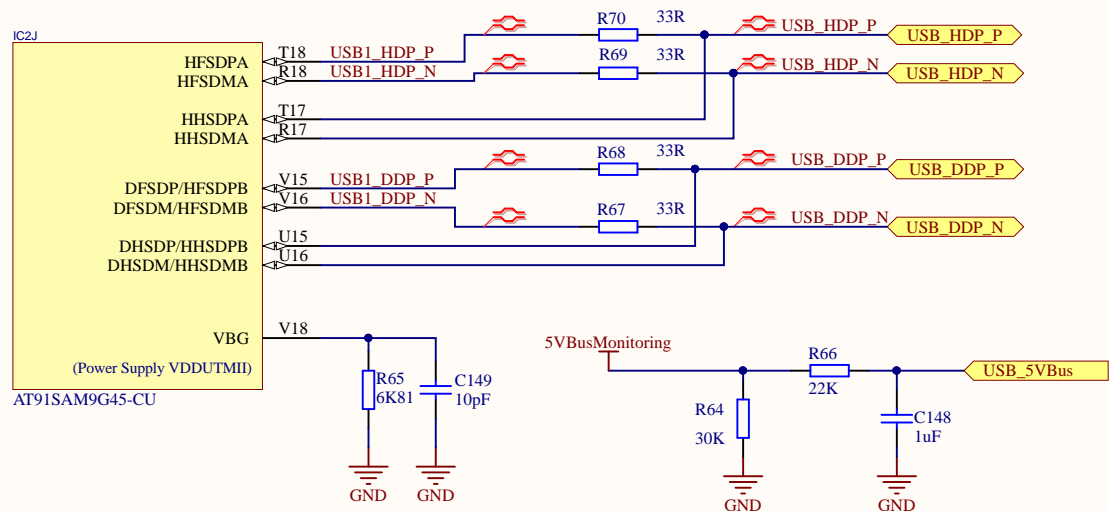 IC2J
HFSDPA
HFSDMA
HHSDPA
HHSDMA
DFSDP/HFSDPB
DFSDM/HFSDMB
DHSDP/HHSDPB
DHSDM/HHSDMB
VBG
(Power Supply VDDUTMII)
AT91SAM9G45-CU
T18
R18
T17
R17
V15
V16
U15
U16
V18
USB1_HDP_P
USB1_HDP_N
USB1_DDP_P
USB1_DDP_N
R70 33R
R69 33R
R68 33R
R67 33R
USB_HDP_P
USB_HDP_N
USB_DDP_P
USB_DDP_N
USB_HDP_P
USB_HDP_N
USB_DDP_P
USB_DDP_N
R65
6K81
C149
10pF
GND
5VBusMonitoring
R64
30K
R66
22K
C148
1uF
USB_5VBus
GND
GND